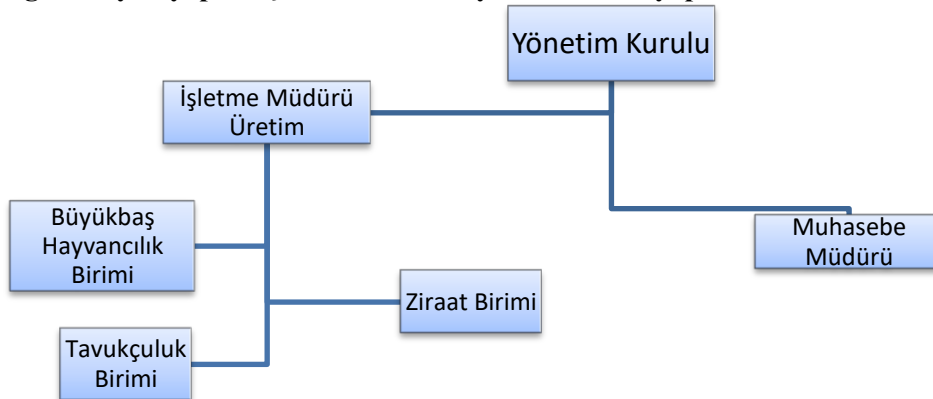 Yönetim Kurulu
İşletme Müdürü
Üretim
Büyükbaş
Hayvancılık
Birimi
Muhasebe
Müdürü
Ziraat Birimi
Tavukçuluk
Birimi